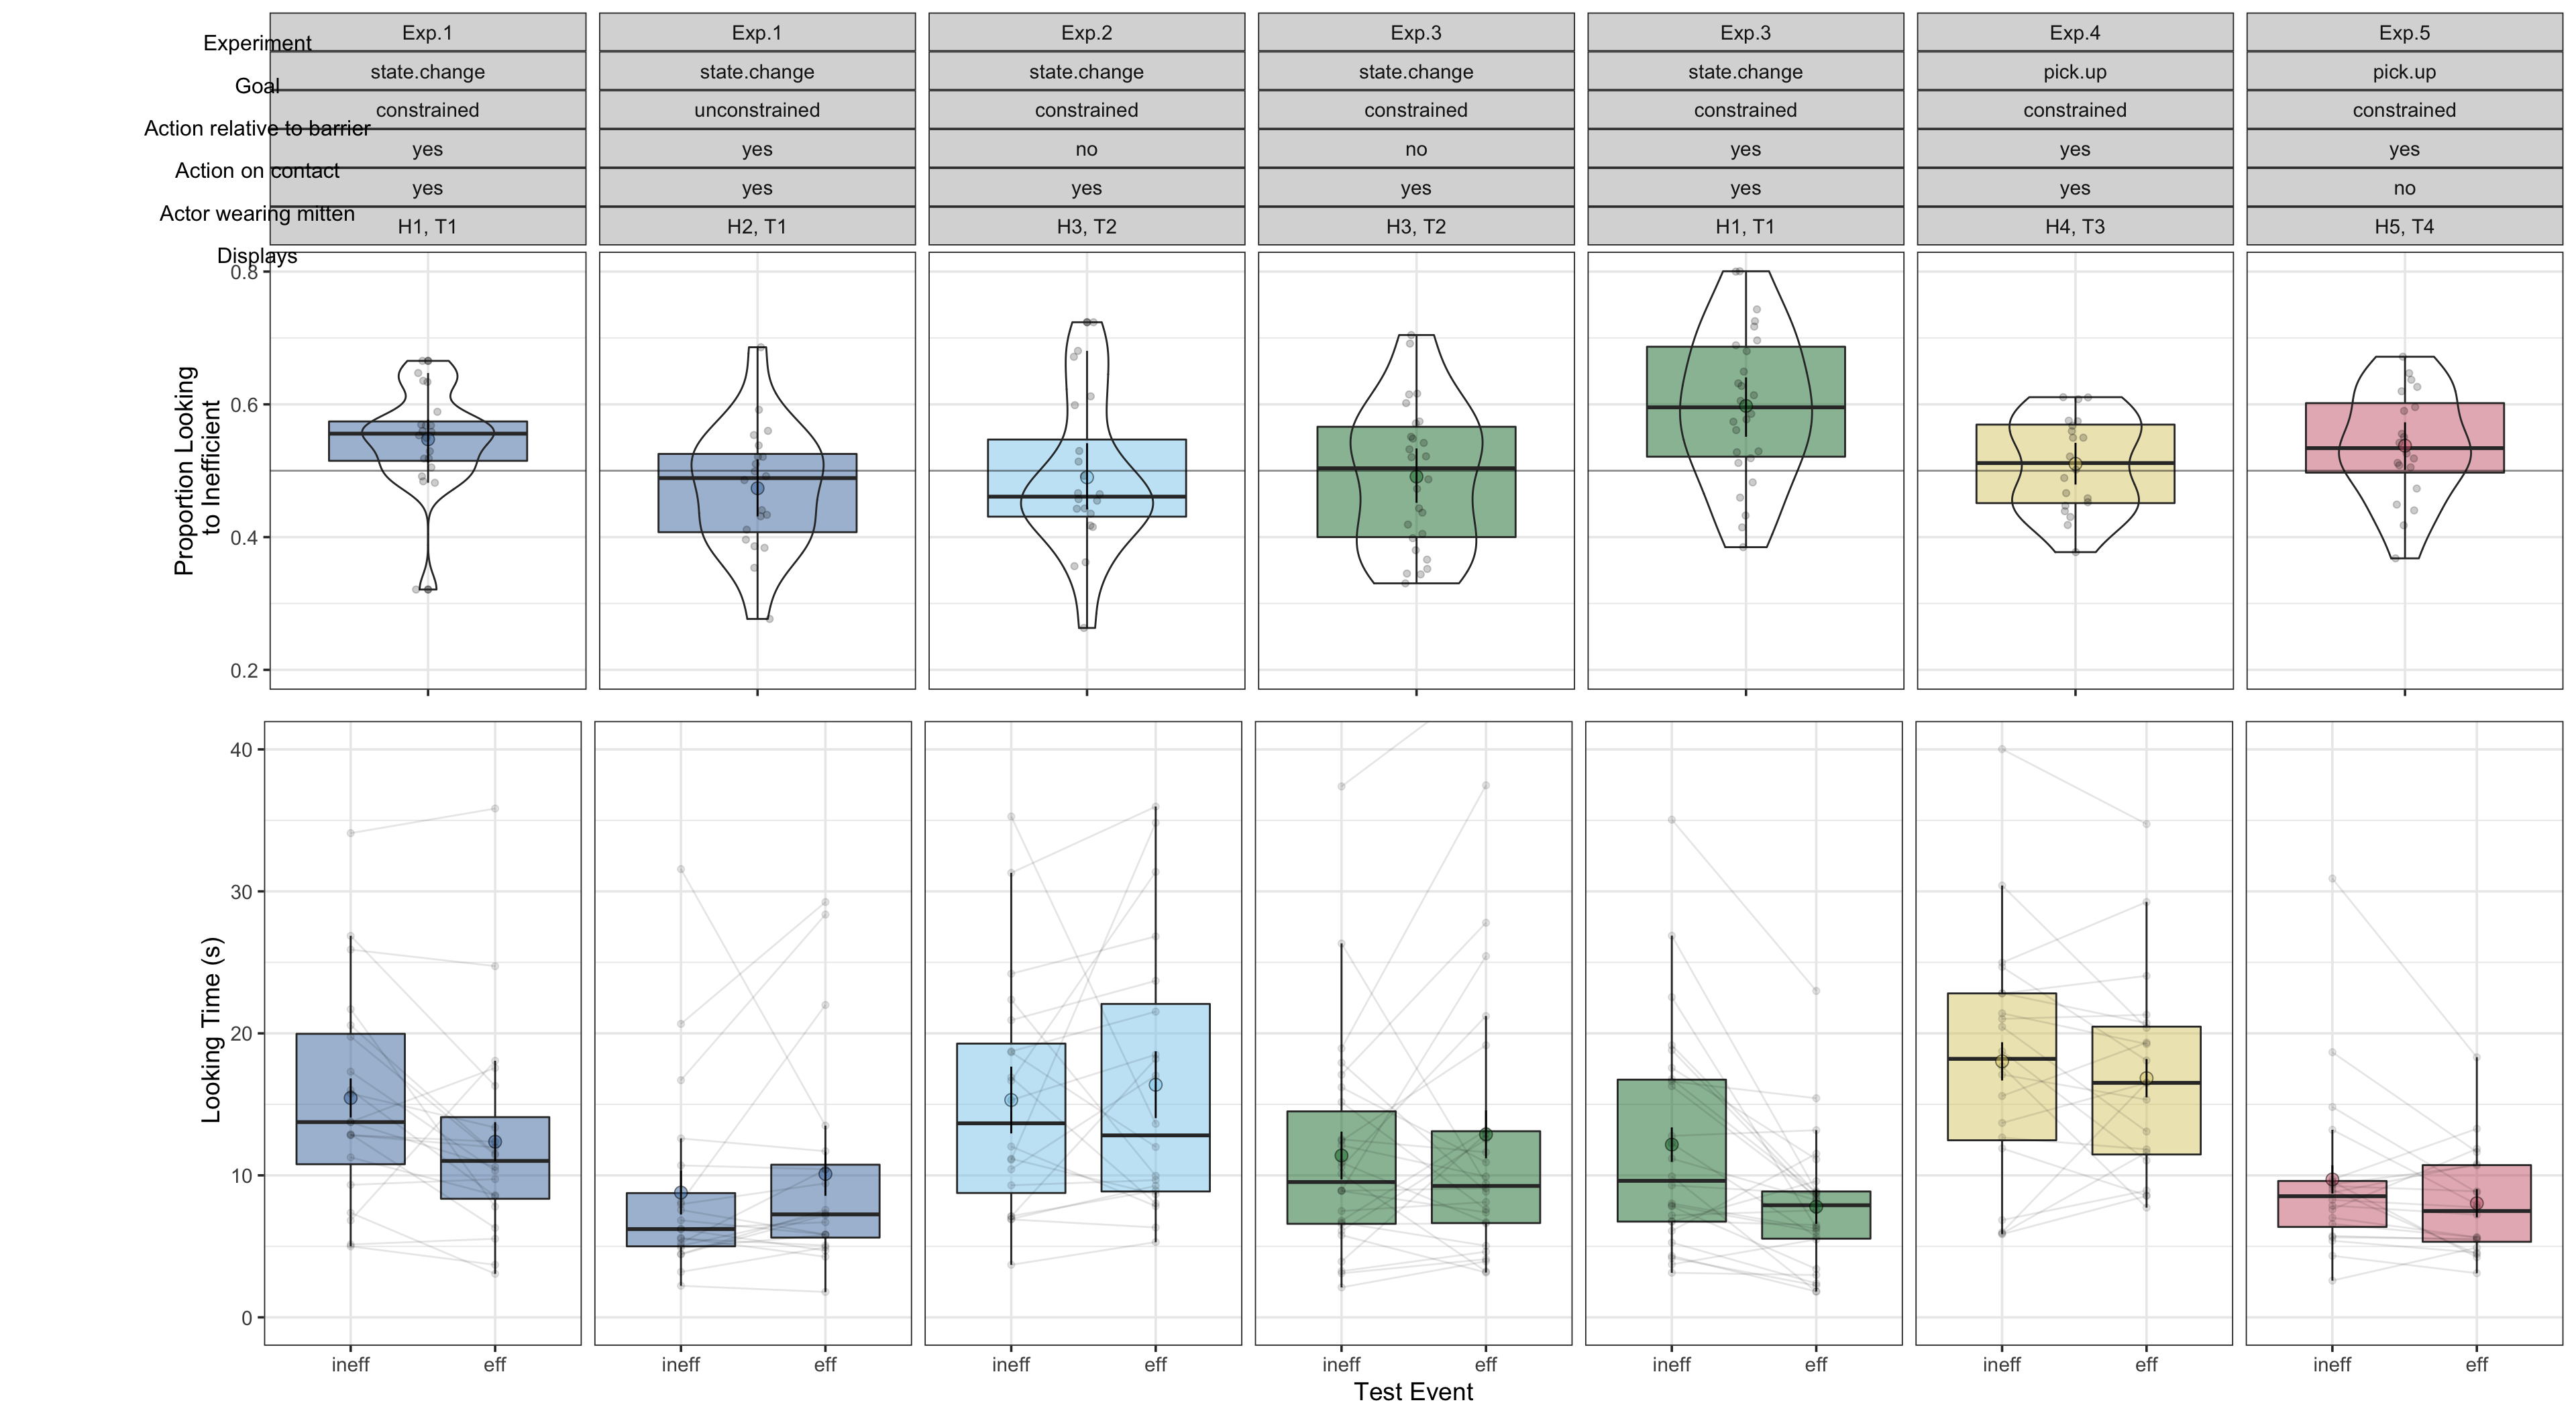 Experiment Exp.1 Exp.1 Exp.2 Exp.3 Exp.3 Exp.4 Exp.5
Goal state.change state.change state.change state.change state.change pick.up pick.up
Action relative to barrier constrained unconstrained constrained constrained constrained constrained constrained
Action on contact yes yes no no yes yes yes
Actor wearing mitten yes yes yes yes yes yes no
Displays H1, T1 H2, T1 H3, T2 H3, T2 H1, T1 H4, T3 H5, T4
Proportion Looking
to Inefficient
0.8
0.6
0.4
0.2
Looking Time (s)
40
30
20
10
0
ineff eff ineff eff ineff eff ineff eff ineff eff ineff eff ineff eff
Test Event